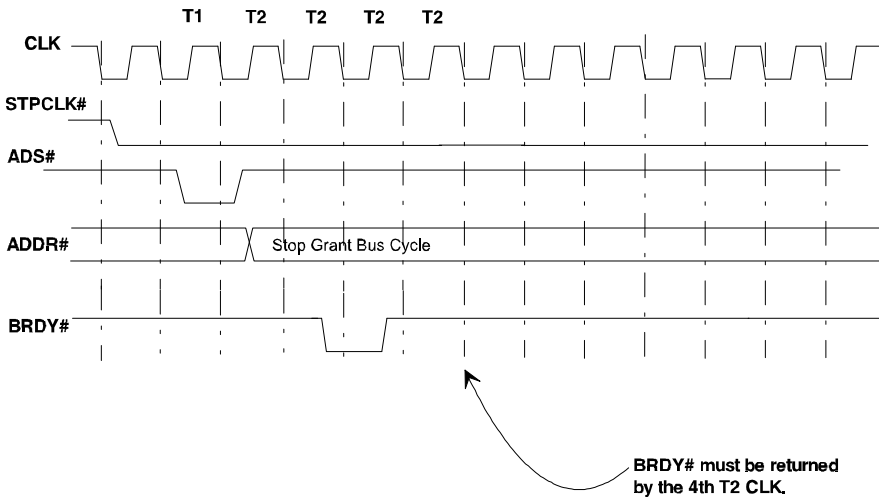 T1 T2 T2 T2 T2
CLK
STPCLK#
ADS#
ADDR# Stop Grant Bus Cycle
BRDY#
BRDY# must be returned
by the 4th T2 CLK.